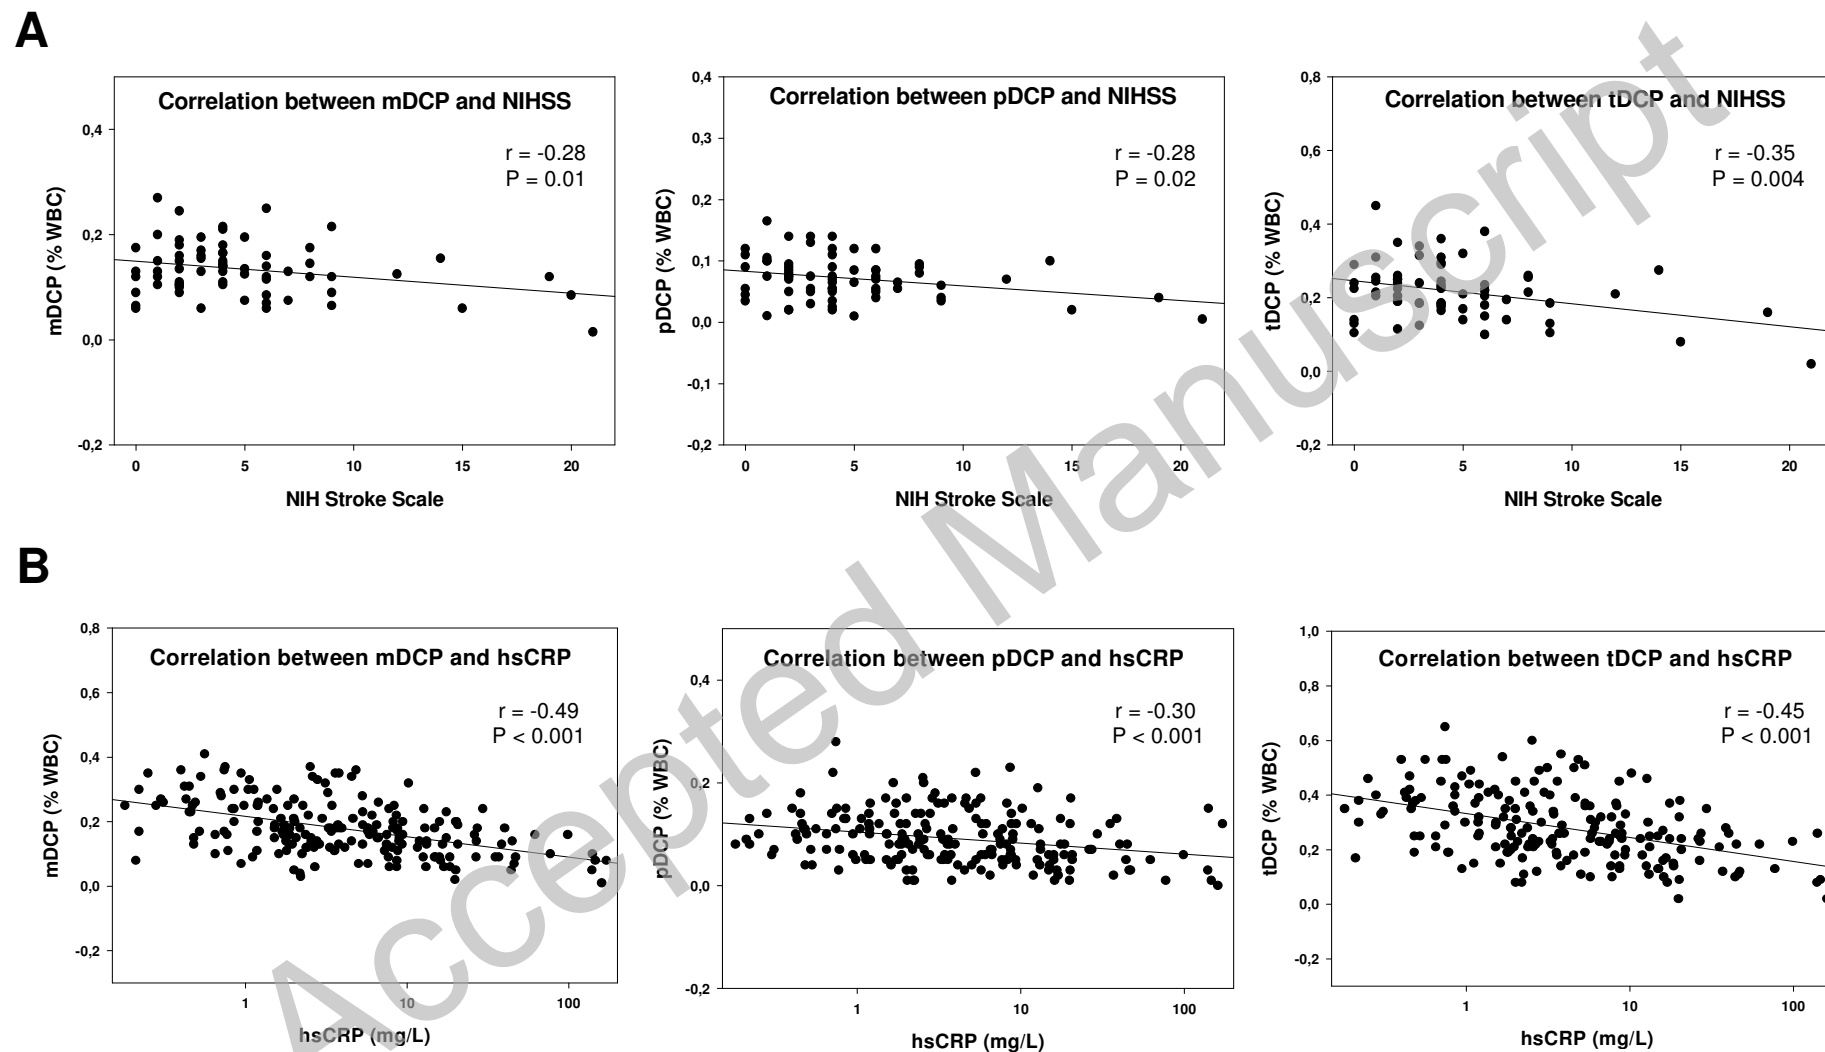 A
Correlation between mDCP and NIHSS
r = -0.28
P = 0.01
mDCP (% WBC)
0,4
0,2
0,0
-0,2
0 5 10 15 20
NIH Stroke Scale
Correlation between pDCP and NIHSS
r = -0.28
P = 0.02
pDCP (% WBC)
0,4
0,3
0,2
0,1
0,0
-0,1
-0,2
0 5 10 15 20
NIH Stroke Scale
Correlation between tDCP and NIHSS
r = -0.35
P = 0.004
tDCP (% WBC)
0,8
0,6
0,4
0,2
0,0
-0,2
0 5 10 15 20
NIH Stroke Scale
B
Correlation between mDCP and hsCRP
r = -0.49
P < 0.001
mDCP (% WBC)
0,8
0,6
0,4
0,2
0,0
-0,2
1 10 100
hsCRP (mg/L)
Correlation between pDCP and hsCRP
r = -0.30
P < 0.001
pDCP (% WBC)
0,4
0,2
0,0
-0,2
1 10 100
hsCRP (mg/L)
Correlation between tDCP and hsCRP
r = -0.45
P < 0.001
tDCP (% WBC)
1,0
0,8
0,6
0,4
0,2
0,0
-0,2
1 10 100
hsCRP (mg/L)
Accepted Manuscript